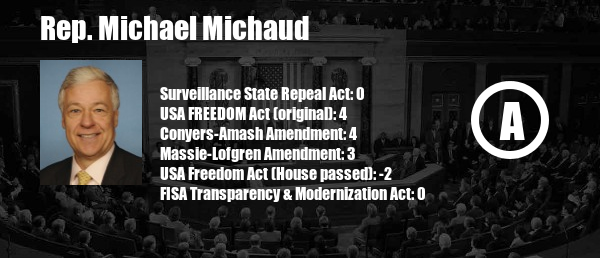 Rep. Michael Michaud
Surveillance State Repeal Act: 0
USA FREEDOM Act (original): 4
Conyers-Amash Amendment: 4
Massie-Lofgren Amendment: 3
USA Freedom Act (House passed): -2
FISA Transparency & Modernization Act: 0
A